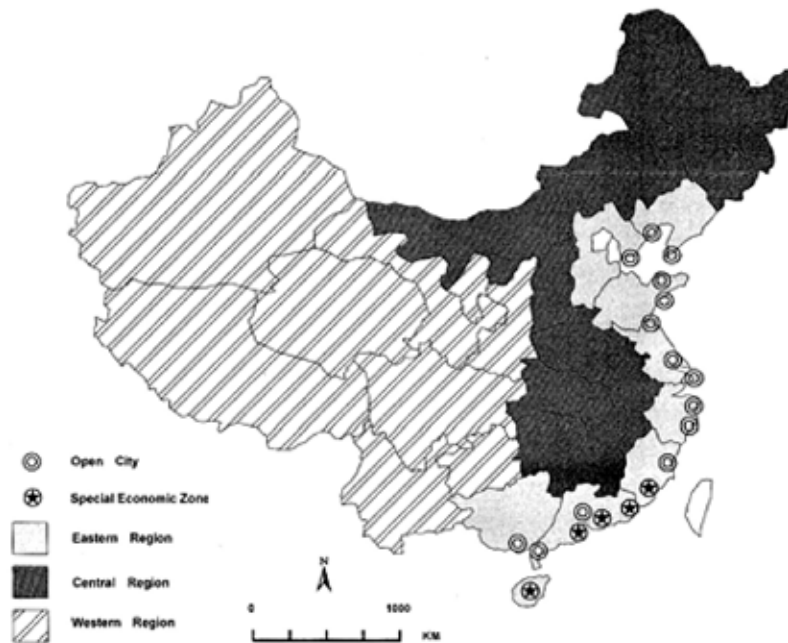 Open City
Special Economic Zone
Eastern Region
Central Region
Western Region
N
0 1000
KM